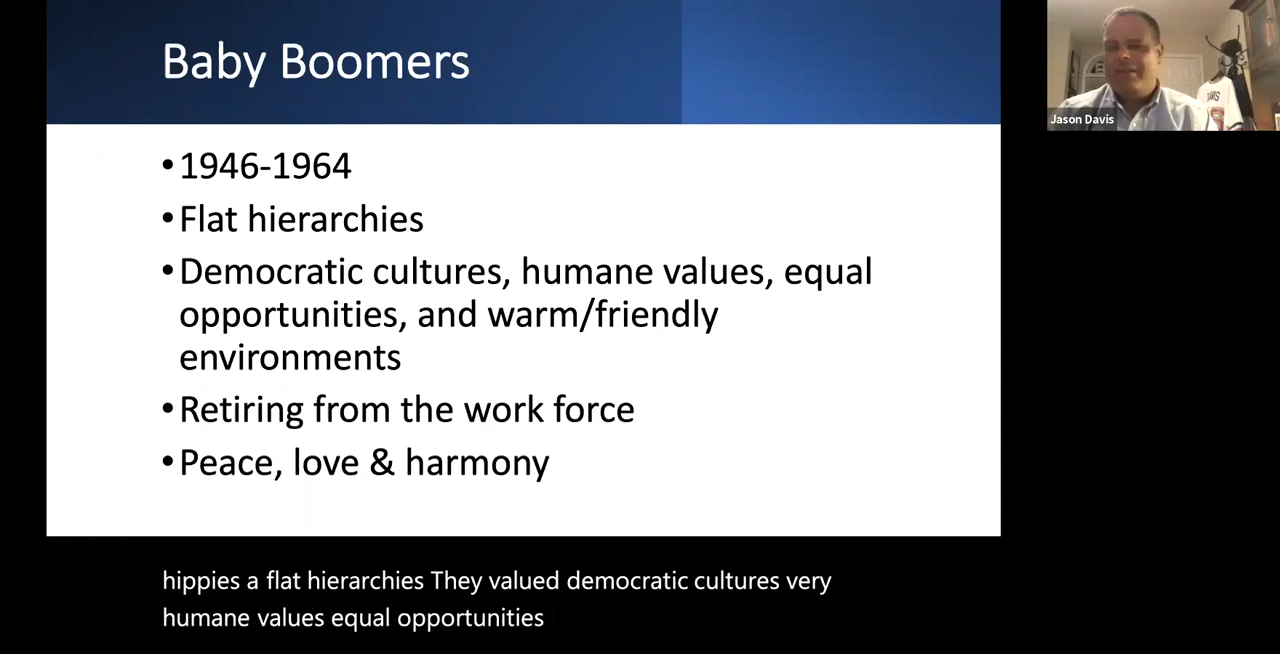 Baby Boomers
•1946-1964
•Flat hierarchies
•Democratic cultures, humane values, equal
opportunities, and warm/friendly
environments
•Retiring from the work force
•Peace, love & harmony
hippies a flat hierarchies They valued democratic cultures very
humane values equal opportunities
Jason Davis